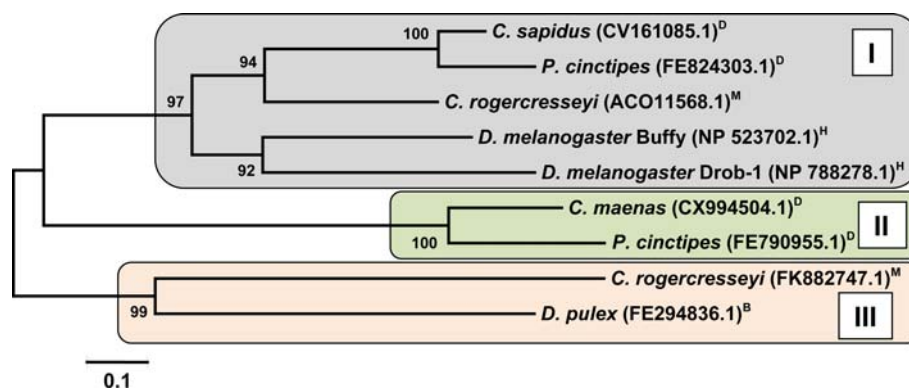 100 C. sapidus (CV161085.1)ᴰ
I
94 P. cinctipes (FE824303.1)ᴰ
97 C. rogercresseyi (ACO11568.1)ᴹ
D. melanogaster Buffy (NP 523702.1)ᴴ
92 D. melanogaster Drob-1 (NP 788278.1)ᴴ
C. maenas (CX994504.1)ᴰ
II
100 P. cinctipes (FE790955.1)ᴰ
C. rogercresseyi (FK882747.1)ᴹ
99 D. pulex (FE294836.1)ᴮ
III
0.1